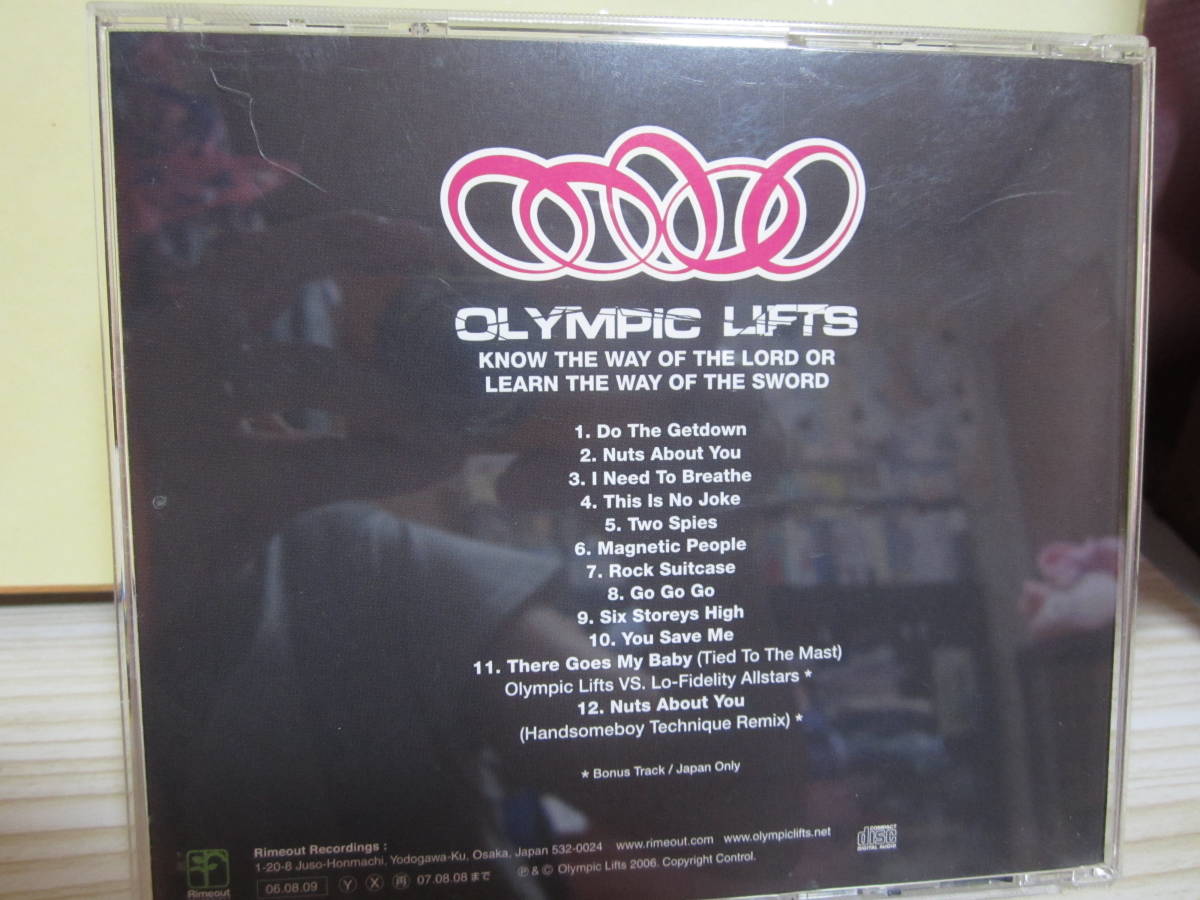 OLYMPIC LIFTS
KNOW THE WAY OF THE LORD OR
LEARN THE WAY OF THE SWORD
1. Do The Getdown
2. Nuts About You
3. I Need To Breathe
4. This Is No Joke
5. Two Spies
6. Magnetic People
7. Rock Suitcase
8. Go Go Go
9. Six Storeys High
10. You Save Me
11. There Goes My Baby (Tied To The Mast)
Olympic Lifts VS. Lo-Fidelity Allstars *
12. Nuts About You
(Handsomeboy Technique Remix) *
* Bonus Track / Japan Only
Rimeout Recordings :
1-20-8 Juso-Honmachi, Yodogawa-Ku, Osaka, Japan 532-0024 www.rimeout.com www.olympiclifts.net
06.08.09 Ⓨ Ⓧ 再 07.08.08まで ℗ & © Olympic Lifts 2006. Copyright Control.
Rimeout
COMPACT
disc
DIGITAL AUDIO